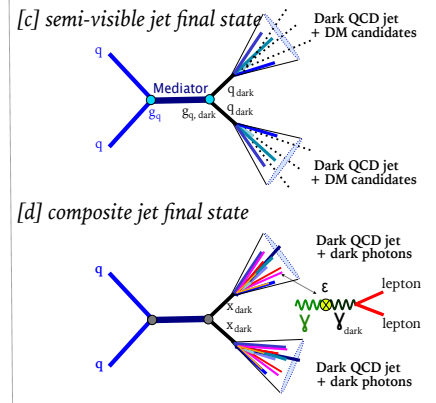 [c] semi-visible jet final state
Dark QCD jet
+ DM candidates
q
Mediator
q dark
g q
g q, dark
q dark
q
Dark QCD jet
+ DM candidates
[d] composite jet final state
Dark QCD jet
+ dark photons
q
ε
lepton
x dark
x dark
γ
γ dark
lepton
q
Dark QCD jet
+ dark photons